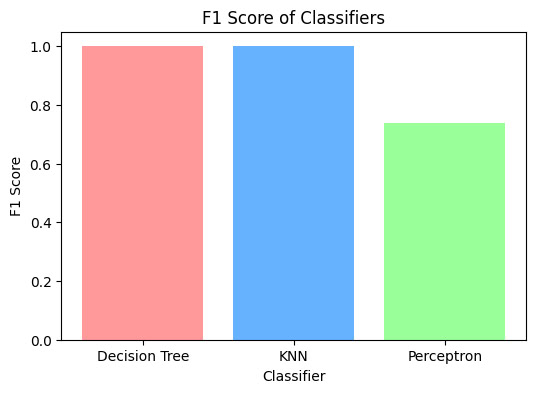 F1 Score of Classifiers
F1 Score
1.0
0.8
0.6
0.4
0.2
0.0
Decision Tree
KNN
Perceptron
Classifier